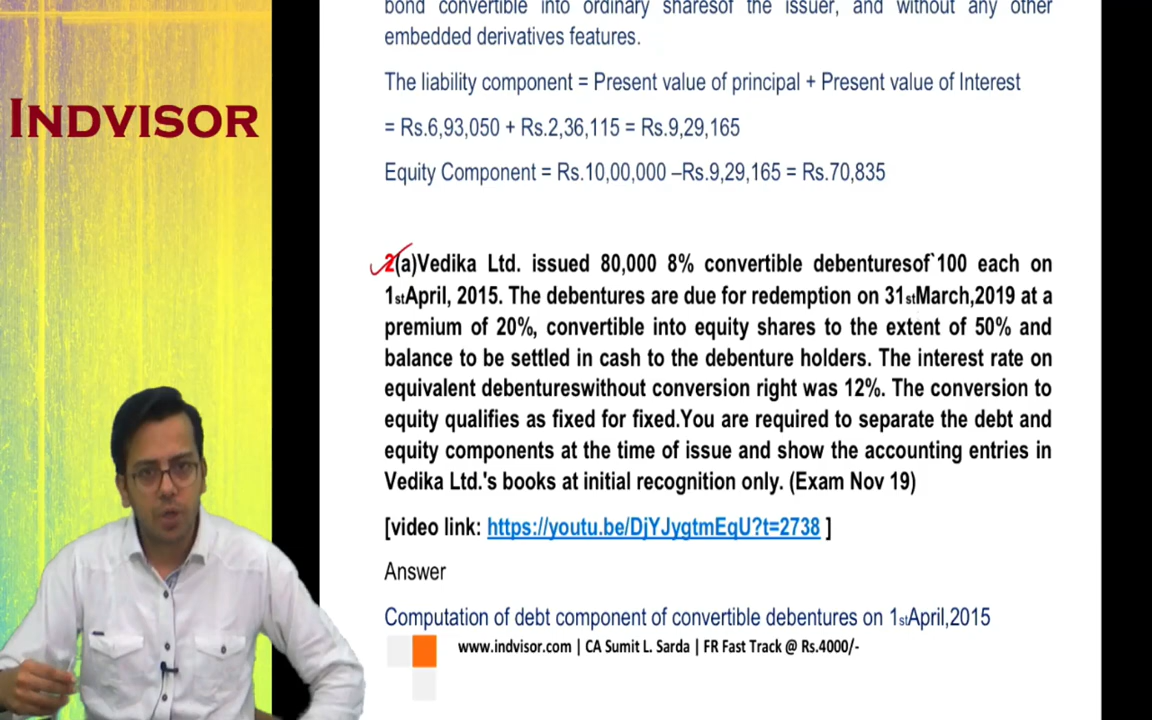 bond convertible into ordinary sharesof the issuer, and without any other
embedded derivatives features.
INDVISOR
The liability component = Present value of principal + Present value of Interest
= Rs.6,93,050 + Rs.2,36,115 = Rs.9,29,165
Equity Component = Rs.10,00,000 –Rs.9,29,165 = Rs.70,835
2(a)Vedika Ltd. issued 80,000 8% convertible debenturesof`100 each on
1stApril, 2015. The debentures are due for redemption on 31stMarch,2019 at a
premium of 20%, convertible into equity shares to the extent of 50% and
balance to be settled in cash to the debenture holders. The interest rate on
equivalent debentureswithout conversion right was 12%. The conversion to
equity qualifies as fixed for fixed.You are required to separate the debt and
equity components at the time of issue and show the accounting entries in
Vedika Ltd.'s books at initial recognition only. (Exam Nov 19)
[video link: https://youtu.be/DjYJygtmEqU?t=2738 ]
Answer
Computation of debt component of convertible debentures on 1stApril,2015
www.indvisor.com | CA Sumit L. Sarda | FR Fast Track @ Rs.4000/-